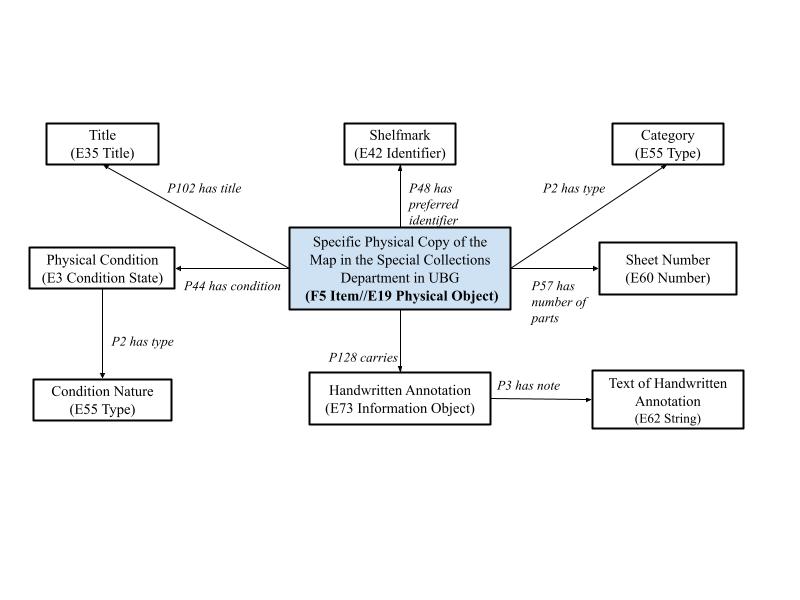 Title
(E35 Title)
Shelfmark
(E42 Identifier)
Category
(E55 Type)
P102 has title
P48 has
preferred
identifier
P2 has type
Specific Physical Copy of the
Map in the Special Collections
Department in UBG
(F5 Item//E19 Physical Object)
Physical Condition
(E3 Condition State)
P44 has condition
P57 has
number of
parts
Sheet Number
(E60 Number)
P2 has type
P128 carries
Condition Nature
(E55 Type)
Handwritten Annotation
(E73 Information Object)
P3 has note
Text of Handwritten
Annotation
(E62 String)